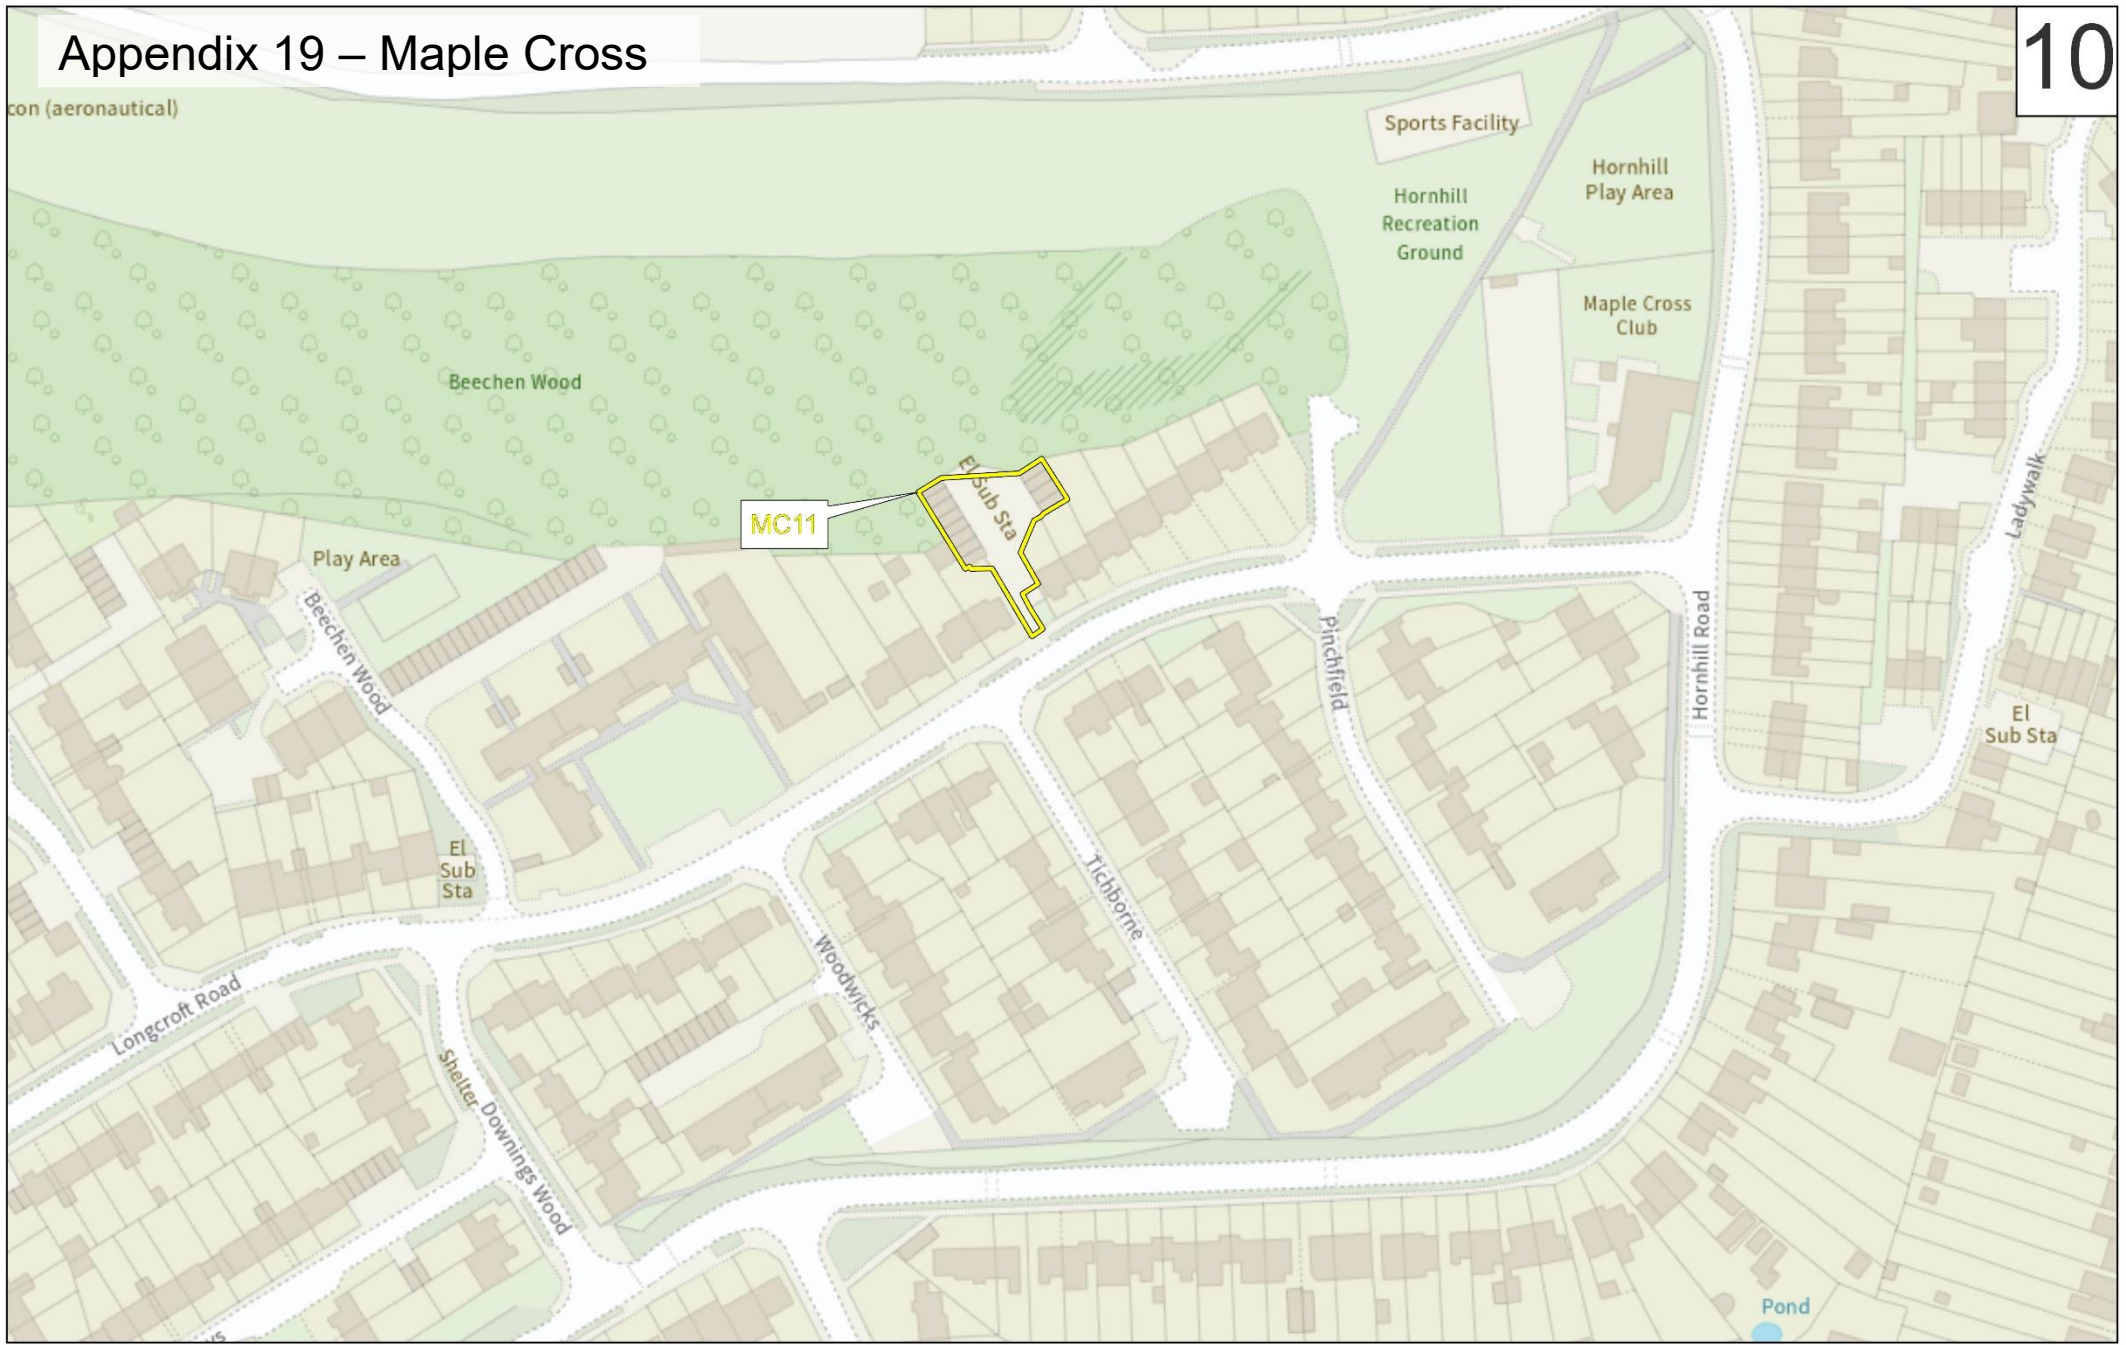 Appendix 19 – Maple Cross
10
con (aeronautical)
Sports Facility
Hornhill
Play Area
Hornhill
Recreation
Ground
Maple Cross
Club
Beechen Wood
El
Sub Sta
MC11
Ladywalk
Play Area
Beechen Wood
Pinchfield
Hornhill Road
El
Sub Sta
El
Sub
Sta
Tichborne
Woodwicks
Longcroft Road
Shelter
Downings Wood
Pond